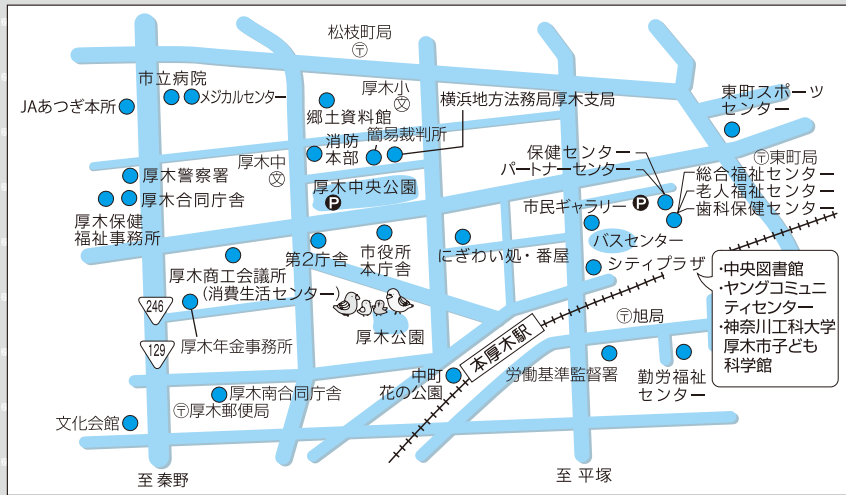 松枝町局
〒
市立病院
メジカルセンター
JAあつぎ本所
厚木小
文
郷土資料館
横浜地方法務局厚木支局
東町スポーツ
センター
消防
本部
簡易裁判所
厚木中
文
保健センター
パートナーセンター
〒東町局
総合福祉センター
老人福祉センター
歯科保健センター
厚木警察署
厚木合同庁舎
厚木保健
福祉事務所
厚木中央公園
P
市民ギャラリー
P
バスセンター
第2庁舎
市役所
本庁舎
にぎわい処・番屋
厚木商工会議所
(消費生活センター)
シティプラザ
・中央図書館
・ヤングコミュニ
ティセンター
・神奈川工科大学
厚木市子ども
科学館
246
129
厚木年金事務所
厚木公園
本厚木駅
〒旭局
中町
花の公園
労働基準監督署
勤労福祉
センター
厚木南合同庁舎
〒厚木郵便局
文化会館
至秦野
至 平塚